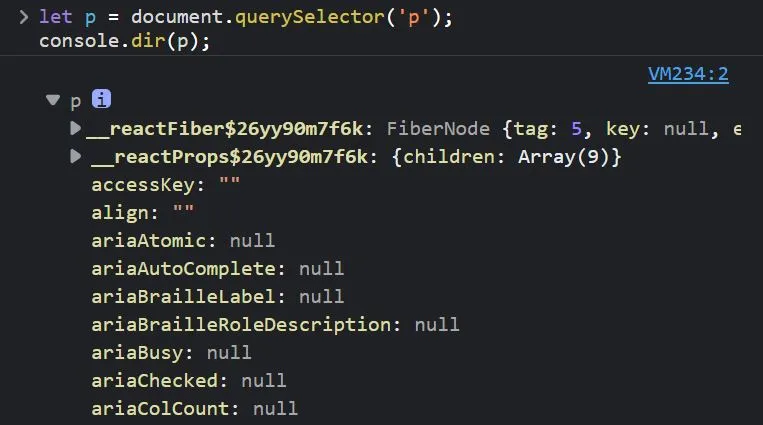 > let p = document.querySelector('p');
console.dir(p);
VM234:2
▼ p i
▶ __reactFiber$26yy90m7f6k: FiberNode {tag: 5, key: null, e
▶ __reactProps$26yy90m7f6k: {children: Array(9)}
accessKey: ""
align: ""
ariaAtomic: null
ariaAutoComplete: null
ariaBrailleLabel: null
ariaBrailleRoleDescription: null
ariaBusy: null
ariaChecked: null
ariaColCount: null